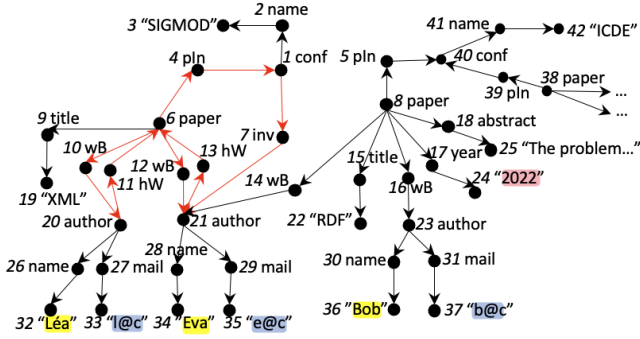 2 name
3 “SIGMOD”
41 name
42 “ICDE”
4 pIn
1 conf
5 pIn
40 conf
39 pIn
38 paper
...
...
9 title
6 paper
7 inv
8 paper
18 abstract
25 “The problem...”
10 wB
11 hW
12 wB
13 hW
14 wB
15 title
16 wB
17 year
24 “2022”
19 “XML”
20 author
21 author
22 “RDF”
23 author
26 name
27 mail
28 name
29 mail
30 name
31 mail
32 “Léa”
33 “l@c”
34 “Eva”
35 “e@c”
36 ”Bob”
37 “b@c”